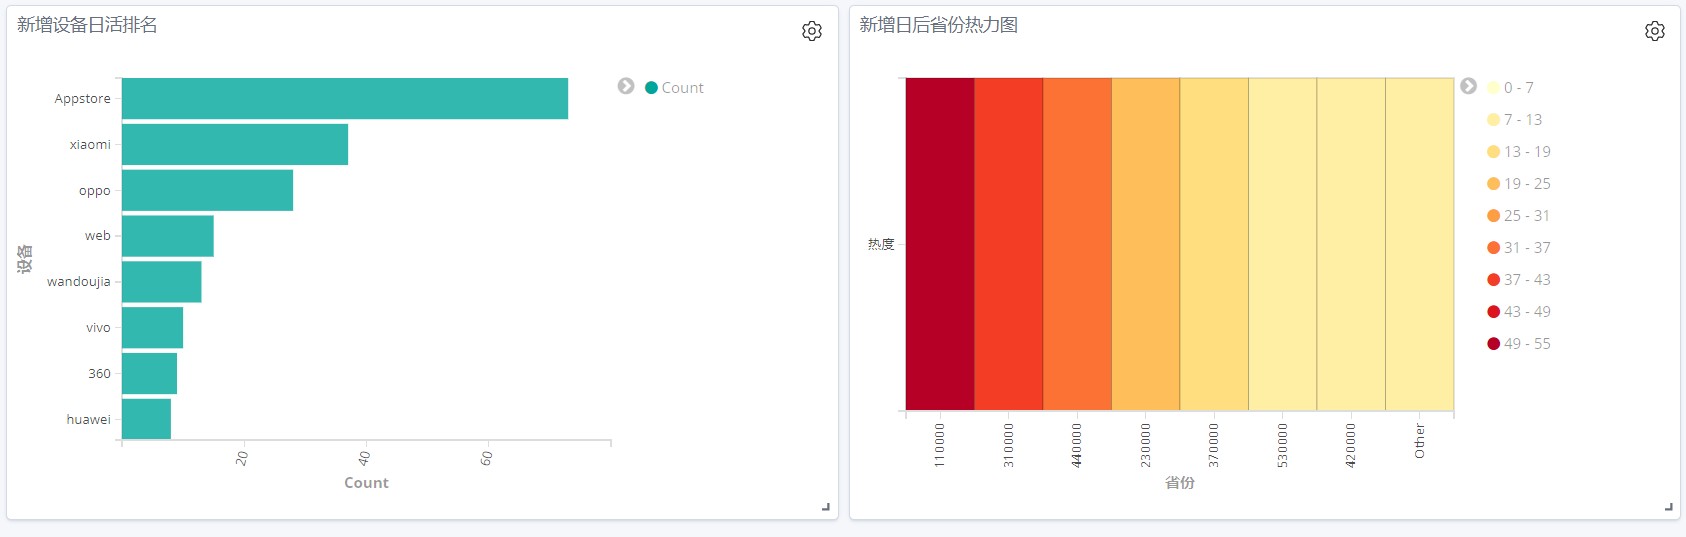 新增设备日活排名
Appstore
xiaomi
oppo
web
wandoujia
vivo
360
huawei
设备
20
40
60
Count
Count
新增日后省份热力图
热度
110000
310000
440000
230000
370000
530000
420000
Other
省份
0 - 7
7 - 13
13 - 19
19 - 25
25 - 31
31 - 37
37 - 43
43 - 49
49 - 55